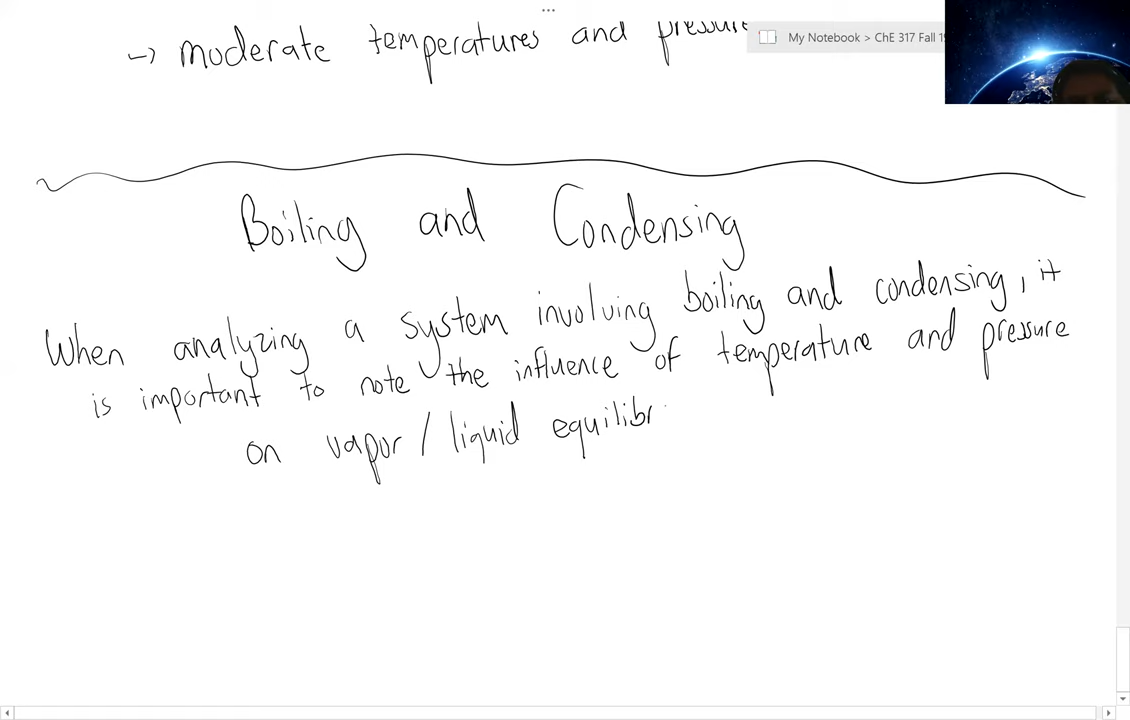 -> moderate temperatures and pressure
My Notebook > ChE 317 Fall 19
Boiling and Condensing
When analyzing a system involving boiling and condensing, it
is important to note the influence of temperature and pressure
on vapor / liquid equilibr